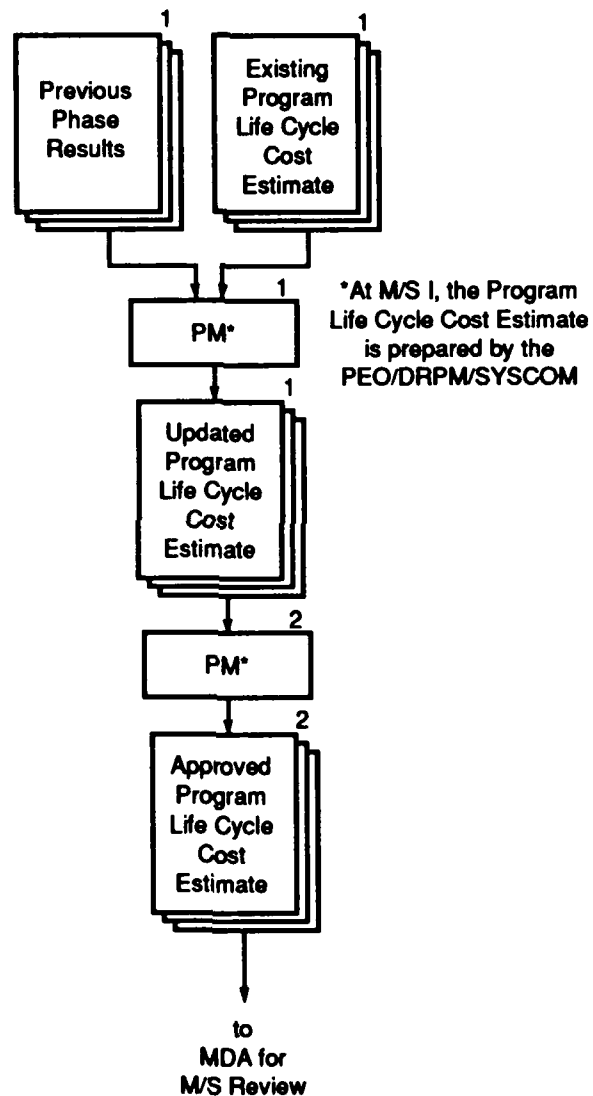 1
Previous
Phase
Results
1
Existing
Program
Life Cycle
Cost
Estimate
1
PM*
*At M/S I, the Program
Life Cycle Cost Estimate
is prepared by the
PEO/DRPM/SYSCOM
1
Updated
Program
Life Cycle
Cost
Estimate
2
PM*
2
Approved
Program
Life Cycle
Cost
Estimate
to
MDA for
M/S Review